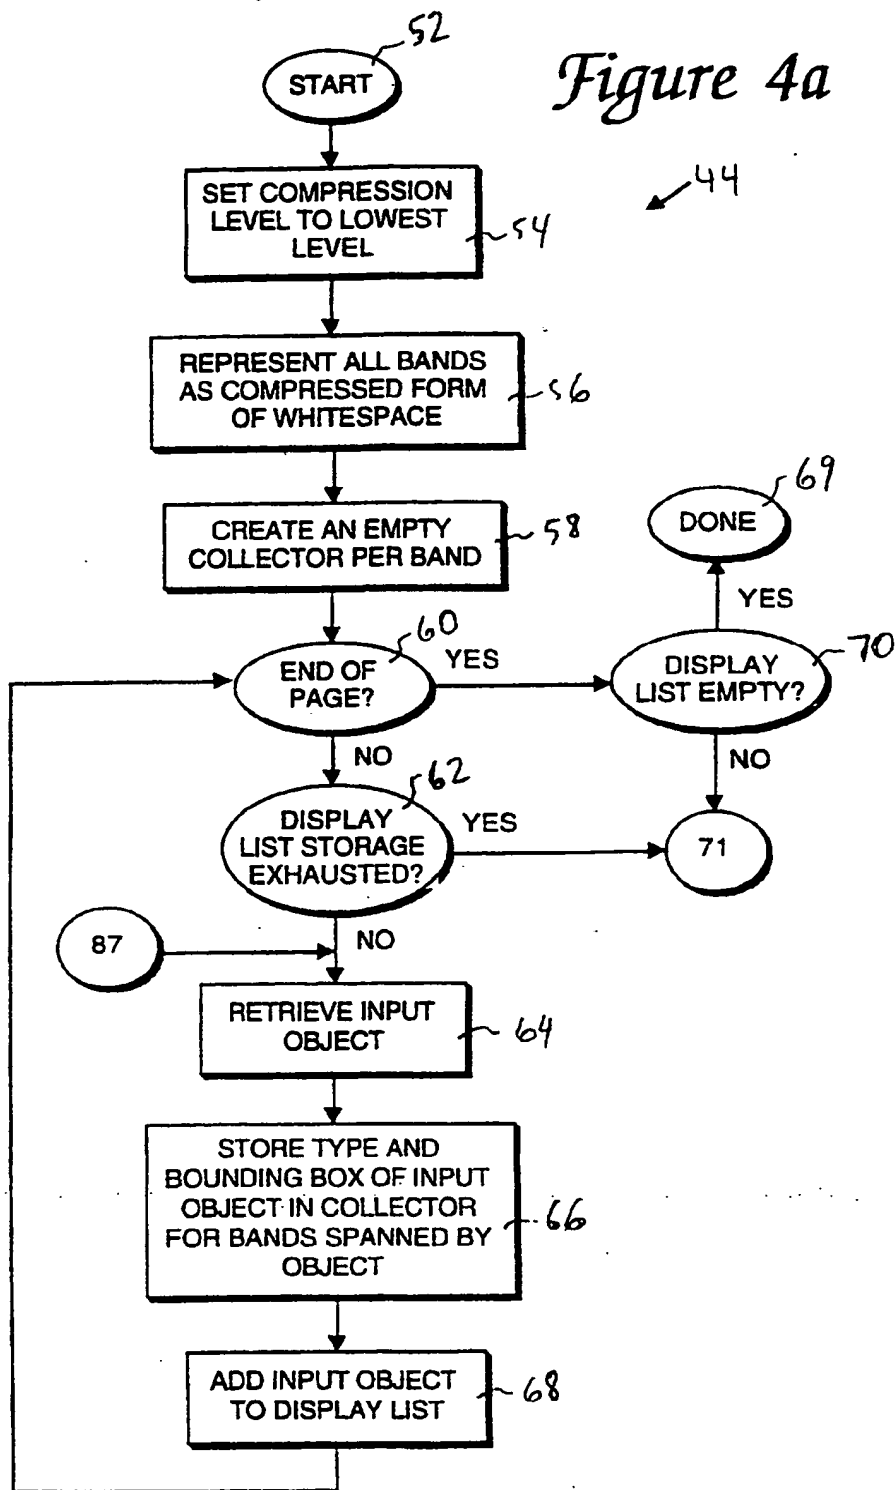 Figure 4a
44
52
START
SET COMPRESSION
LEVEL TO LOWEST
LEVEL
54
REPRESENT ALL BANDS
AS COMPRESSED FORM
OF WHITESPACE
56
CREATE AN EMPTY
COLLECTOR PER BAND
58
60
END OF
PAGE?
YES
NO
69
DONE
YES
70
DISPLAY
LIST EMPTY?
NO
62
DISPLAY
LIST STORAGE
EXHAUSTED?
YES
71
NO
87
RETRIEVE INPUT
OBJECT
64
STORE TYPE AND
BOUNDING BOX OF INPUT
OBJECT IN COLLECTOR
FOR BANDS SPANNED BY
OBJECT
66
ADD INPUT OBJECT
TO DISPLAY LIST
68